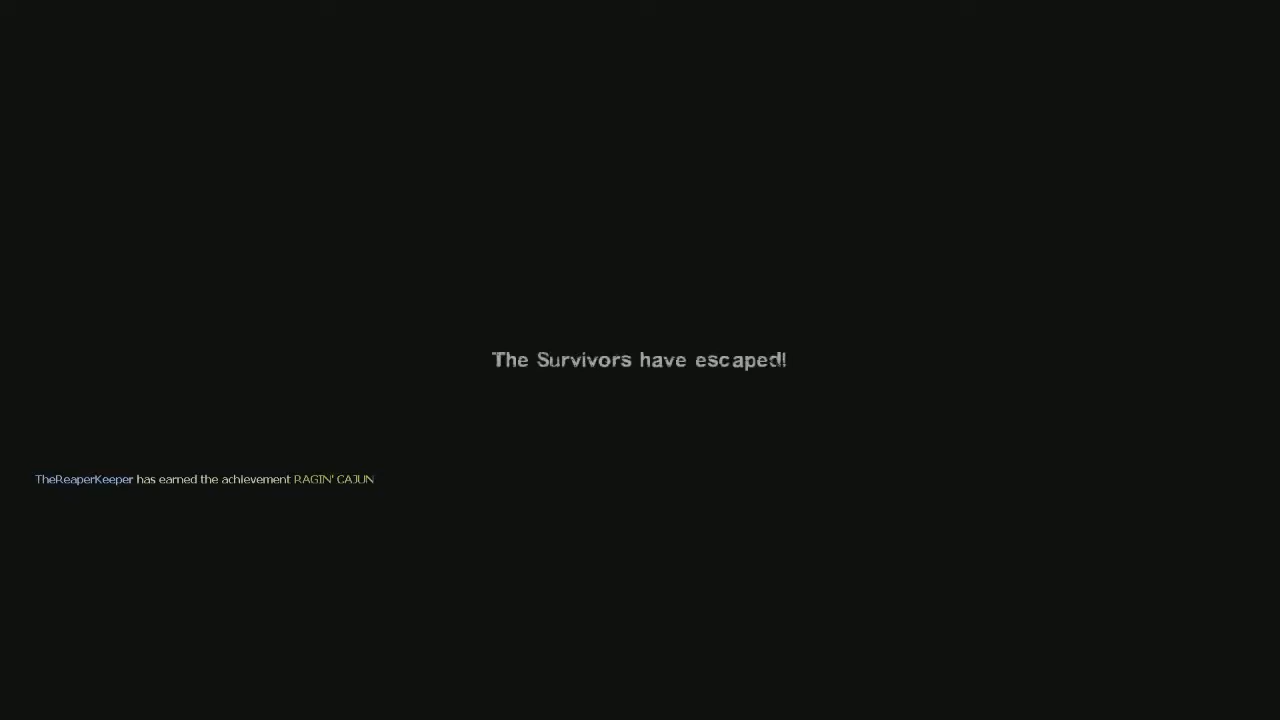 The Survivors have escaped!
TheReaperKeeper has earned the achievement RAGIN' CAJUN